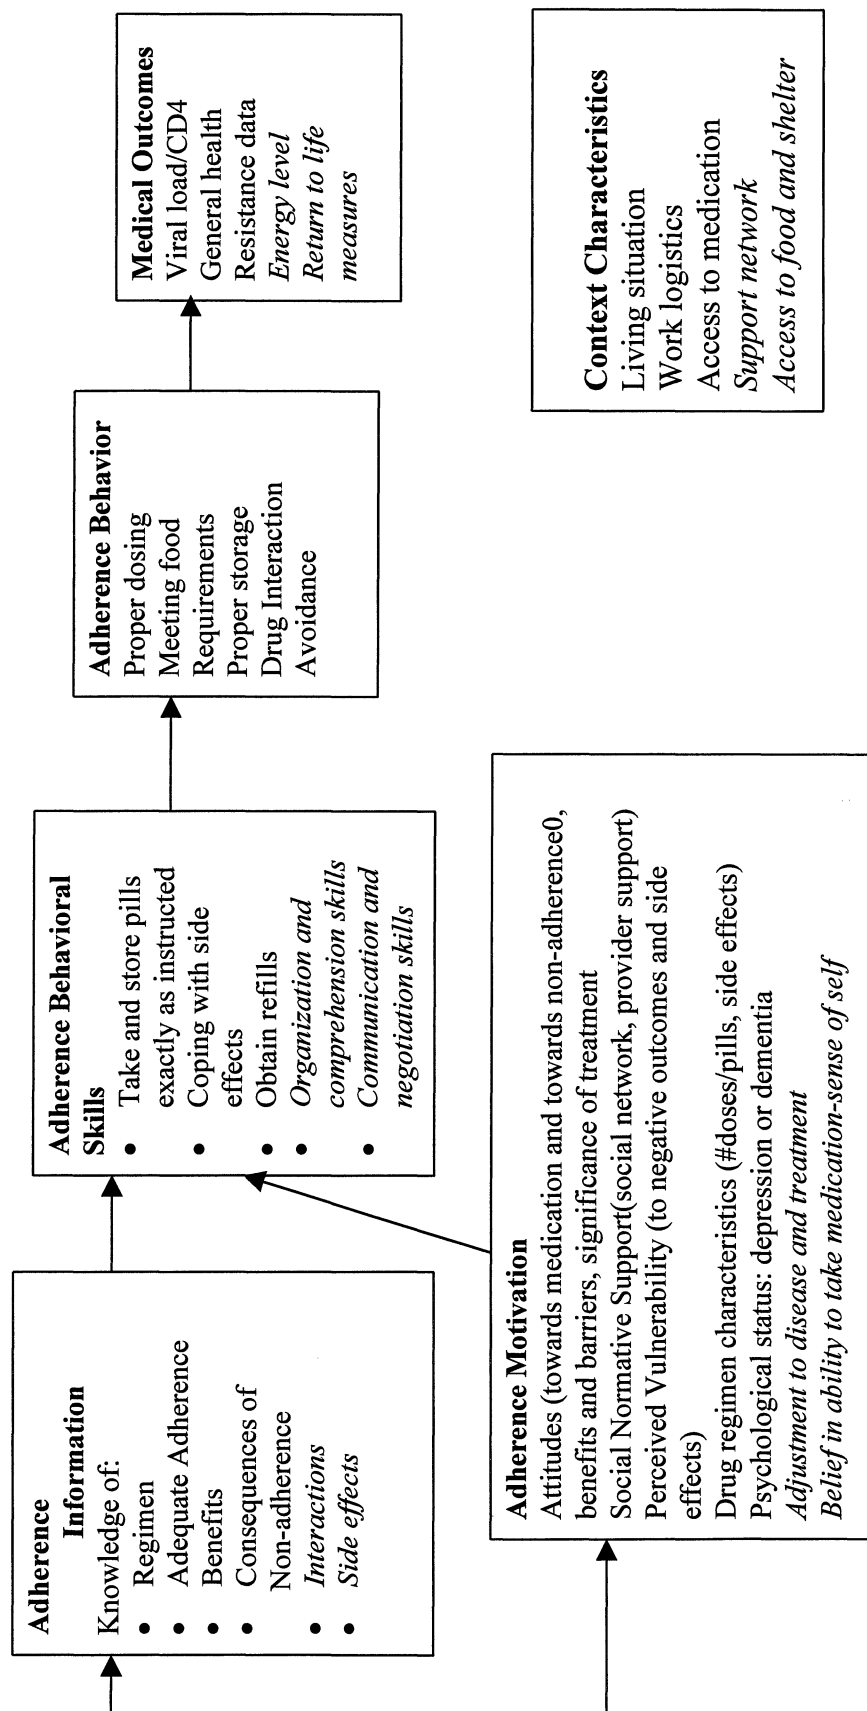 Adherence
Information
Knowledge of:
• Regimen
• Adequate Adherence
• Benefits
• Consequences of
Non-adherence
• Interactions
• Side effects
Adherence Behavioral
Skills
• Take and store pills
exactly as instructed
• Coping with side
effects
• Obtain refills
• Organization and
comprehension skills
• Communication and
negotiation skills
Adherence Behavior
Proper dosing
Meeting food
Requirements
Proper storage
Drug Interaction
Avoidance
Medical Outcomes
Viral load/CD4
General health
Resistance data
Energy level
Return to life
measures
Adherence Motivation
Attitudes (towards medication and towards non-adherence0,
benefits and barriers, significance of treatment
Social Normative Support(social network, provider support)
Perceived Vulnerability (to negative outcomes and side
effects)
Drug regimen characteristics (#doses/pills, side effects)
Psychological status: depression or dementia
Adjustment to disease and treatment
Belief in ability to take medication-sense of self
Context Characteristics
Living situation
Work logistics
Access to medication
Support network
Access to food and shelter